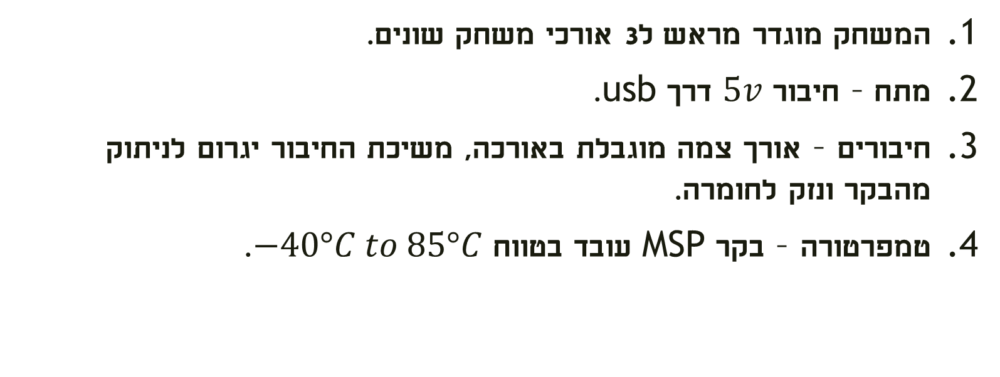 1. המשחק מוגדר מראש ל3 אורכי משחק שונים.
2. מתח - חיבור 5v דרך usb.
3. חיבורים - אורך צמה מוגבלת באורכה, משיכת החיבור יגרום לניתוק
מהבקר ונזק לחומרה.
4. טמפרטורה - בקר MSP עובד בטווח −40°C to 85°C.